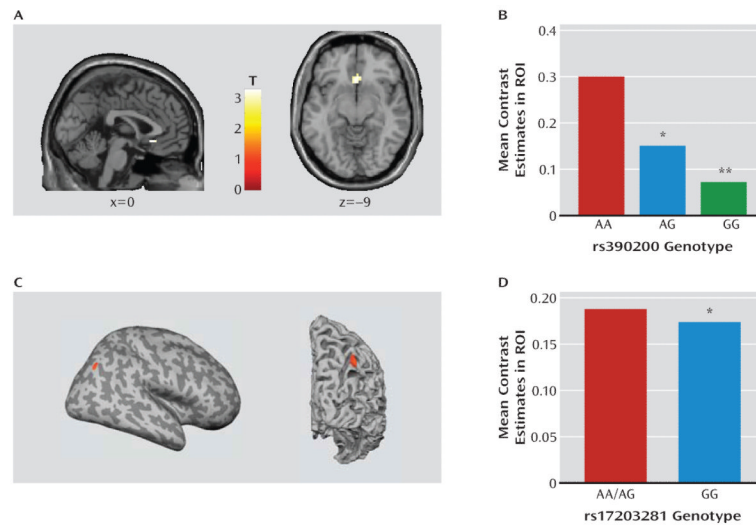 A
T
3
2
1
0
x=0
z=−9
B
Mean Contrast
Estimates in ROI
0.4
0.3
0.2
0.1
0
*
**
AA
AG
GG
rs390200 Genotype
C
D
Mean Contrast
Estimates in ROI
0.20
0.15
0.10
0.05
0
*
AA/AG
GG
rs17203281 Genotype